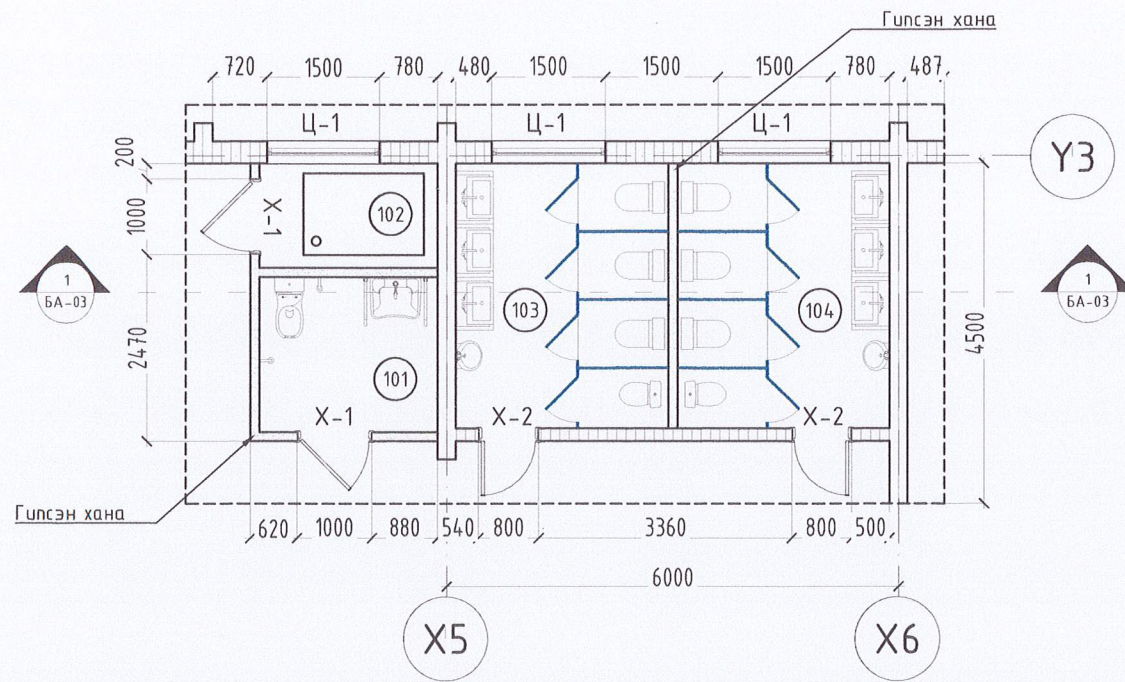 Гипсэн хана
720 1500 780 480 1500 1500 1500 780 487
Ц-1 Ц-1 Ц-1
Y3
200
1000
2470
X-1
102
1
БА-03
103
104
1
БА-03
4500
101
X-1
X-2
X-2
Гипсэн хана
620 1000 880 540 800 3360 800 500
6000
X5
X6